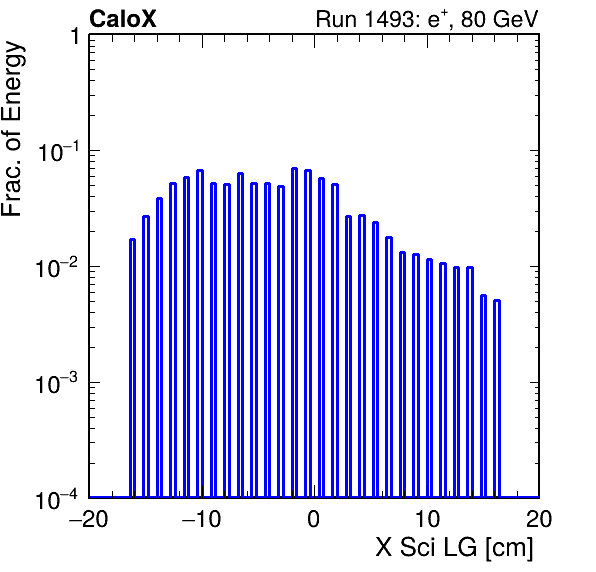 CaloX Run 1493: e⁺, 80 GeV
Frac. of Energy
1
10⁻¹
10⁻²
10⁻³
10⁻⁴
−20 −10 0 10 20
X Sci LG [cm]